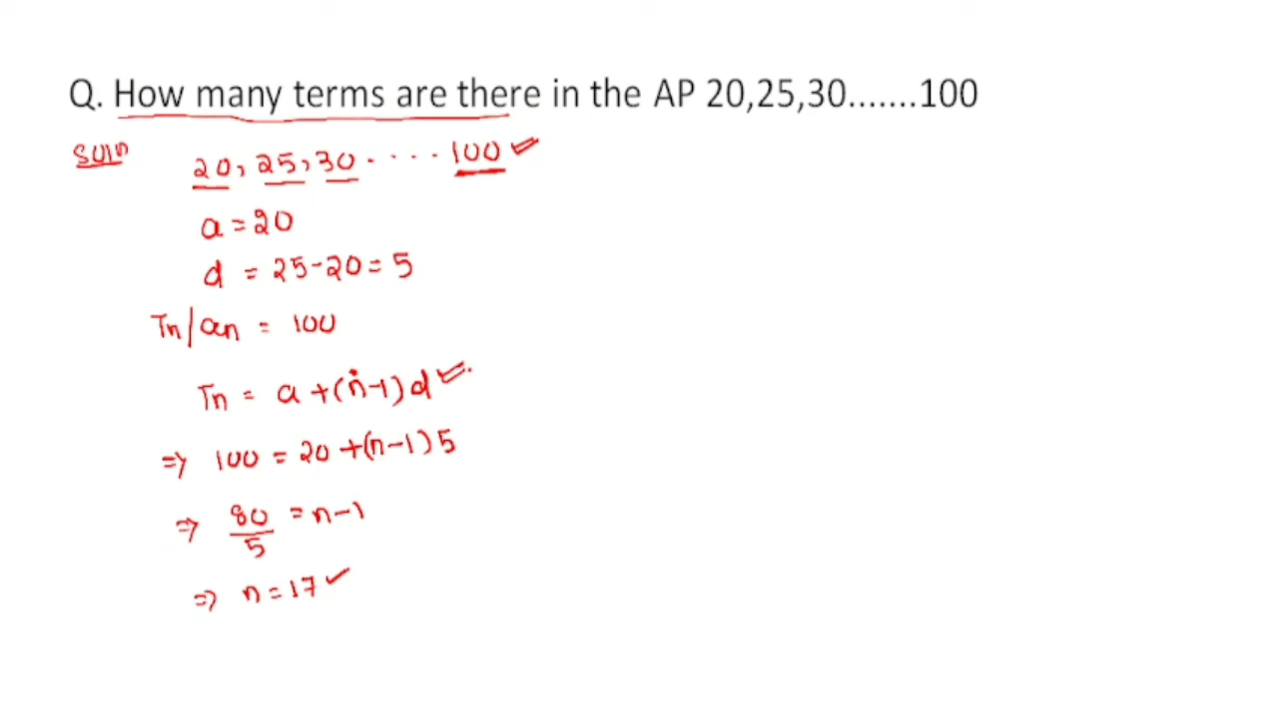 Q. How many terms are there in the AP 20,25,30.......100
Soln
20, 25, 30 . . . . 100
a = 20
d = 25-20 = 5
Tn/an = 100
Tn = a+(n-1)d
⇒ 100 = 20+(n-1)5
⇒ 80/5 = n-1
⇒ n=17